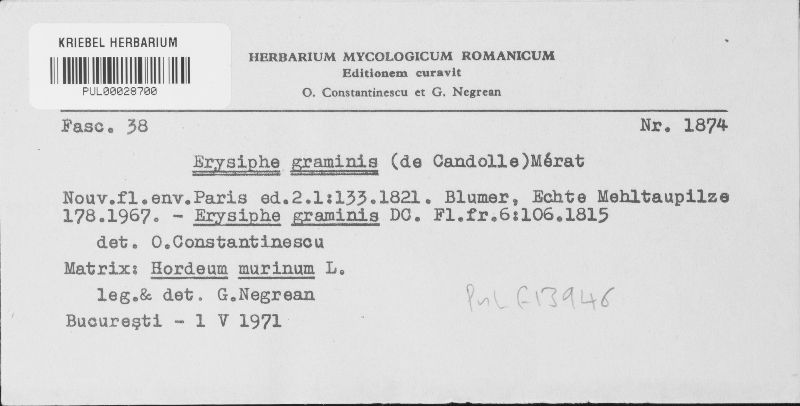 KRIEBEL HERBARIUM
PUL00028700
HERBARIUM MYCOLOGICUM ROMANICUM
Editionem curavit
O. Constantinescu et G. Negrean
Fasc. 38 Nr. 1874
Erysiphe graminis (de Candolle)Mérat
Nouv.fl.env.Paris ed.2.1:133.1821. Blumer, Echte Mehltaupilze
178.1967. - Erysiphe graminis DC. Fl.fr.6:106.1815
det. O.Constantinescu
Matrix: Hordeum murinum L.
leg.& det. G.Negrean
PUL F13946
Bucureşti - 1 V 1971